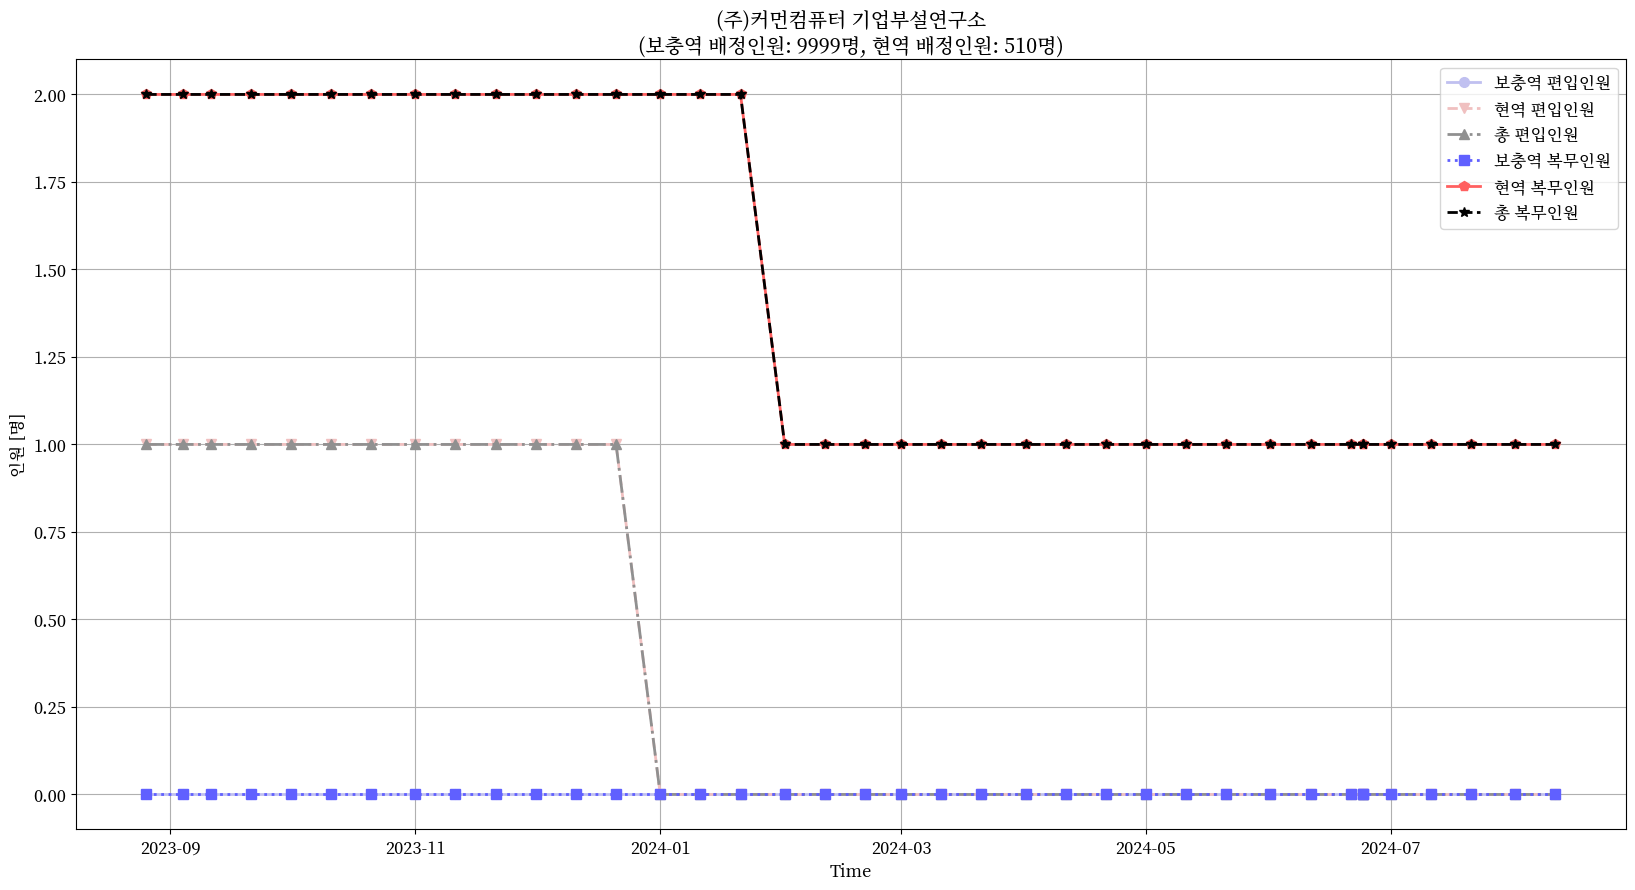 (주)커먼컴퓨터 기업부설연구소
(보충역 배정인원: 9999명, 현역 배정인원: 510명)
보충역 편입인원
현역 편입인원
총 편입인원
보충역 복무인원
현역 복무인원
총 복무인원
2.00
1.75
1.50
1.25
1.00
0.75
0.50
0.25
0.00
인원 [명]
2023-09 2023-11 2024-01 2024-03 2024-05 2024-07
Time